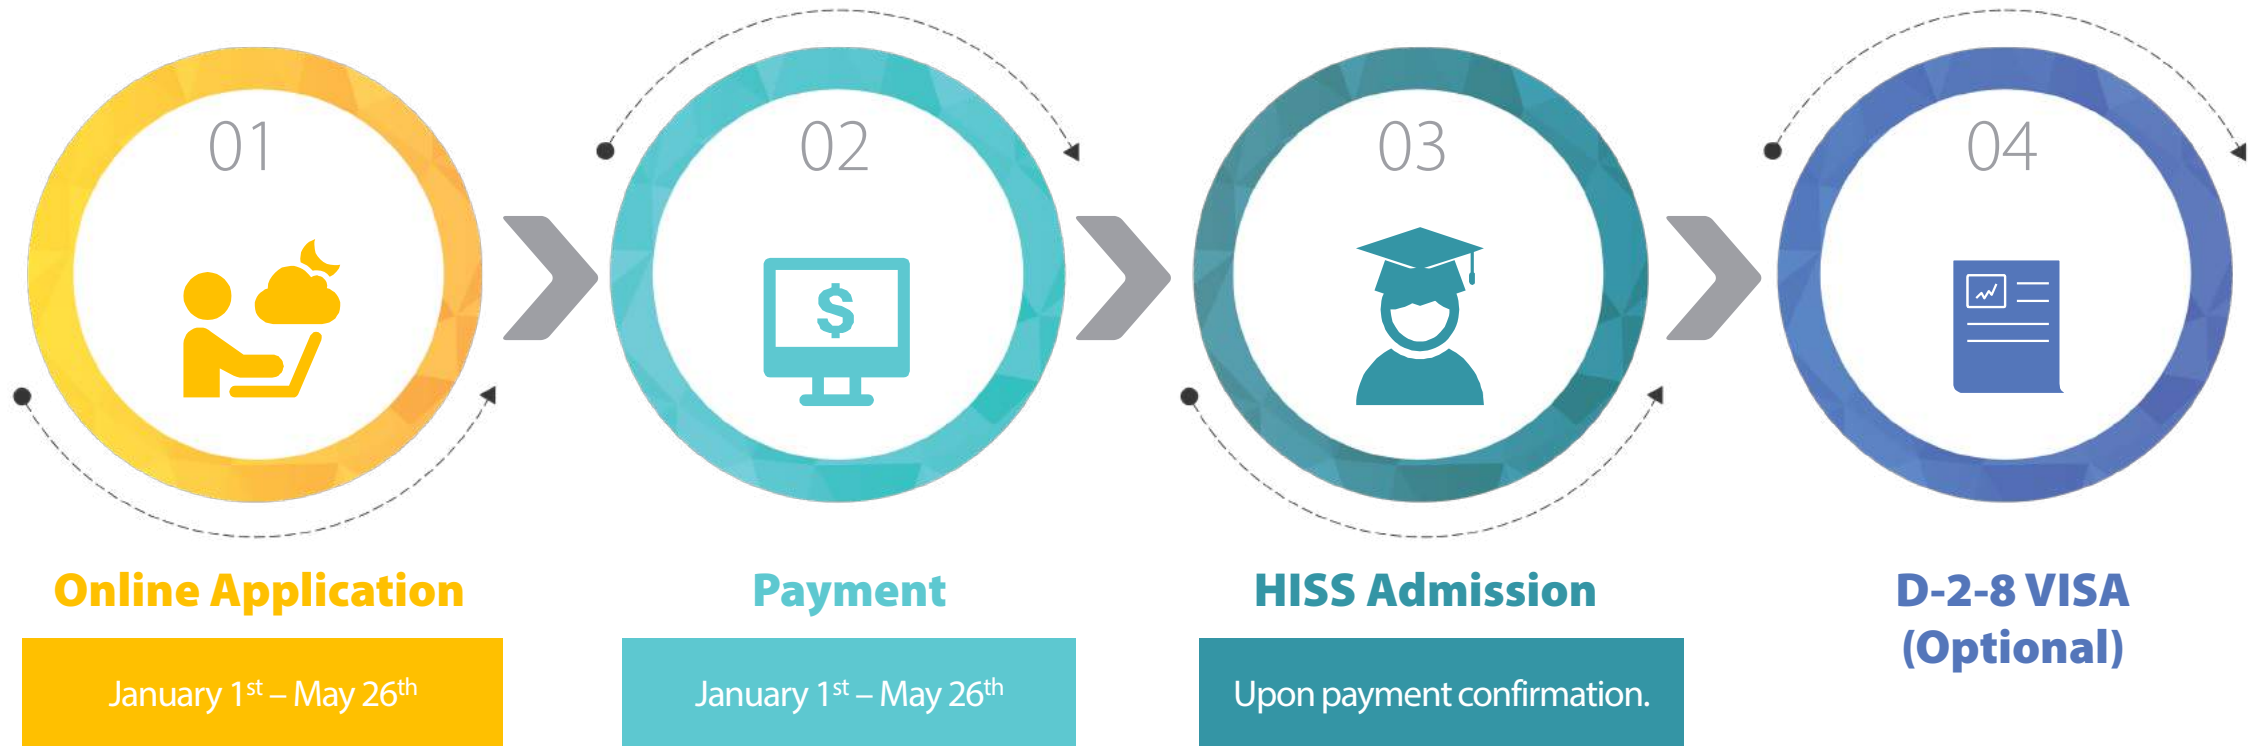 01
02
03
04
$
Online Application
January 1st – May 26th
Payment
January 1st – May 26th
HISS Admission
Upon payment confirmation.
D-2-8 VISA
(Optional)